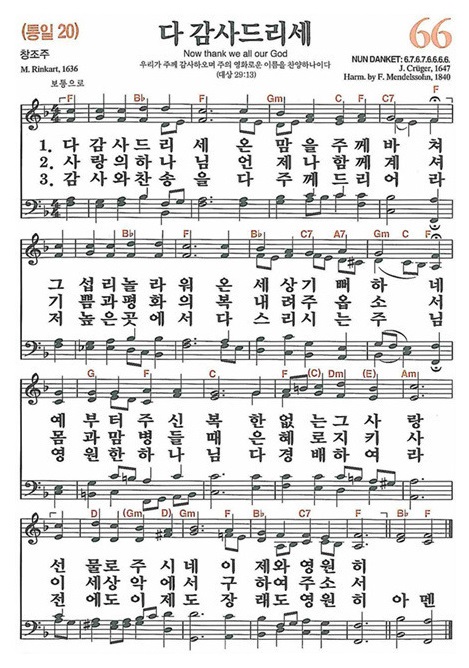 (통일 20)
다 감사드리세
66
창조주
Now thank we all our God
M. Rinkart, 1636
우리가 주께 감사하오며 주의 영화로운 이름을 찬양하나이다
(대상 29:13)
NUN DANKET: 6.7.6.7.6.6.6.6.
J. Crüger, 1647
Harm. by F. Mendelssohn, 1840
보통으로
F B♭ F B♭ F C7 F
1. 다 감 사 드 리 세 온 맘 을 주 께 바 쳐
2. 사 랑 의 하 나 님 언 제 나 함 께 계 셔
3. 감 사 와 찬 송 을 다 주 께 드 리 어 라
F B♭ F B♭ C7 A7 Gm C F
그 섭 리 놀 라 워 온 세 상 기 뻐 하 네
기 쁨 과 평 화 의 복 내 려 주 옵 소 서
저 높 은 곳 에 서 다 스 리 시 는 주 님
G C F C F (C) Dm (E) Am
예 부 터 주 신 복 한 없 는 그 사 랑
몸 과 맘 병 들 때 은 혜 로 지 키 사
영 원 한 하 나 님 다 경 배 하 여 라
D (Gm) D Gm B♭ F C F B♭ F
선 물 로 주 시 네 이 제 와 영 원 히
이 세 상 악 에 서 구 하 여 주 소 서
전 에 도 이 제 도 장 래 도 영 원 히 아 멘